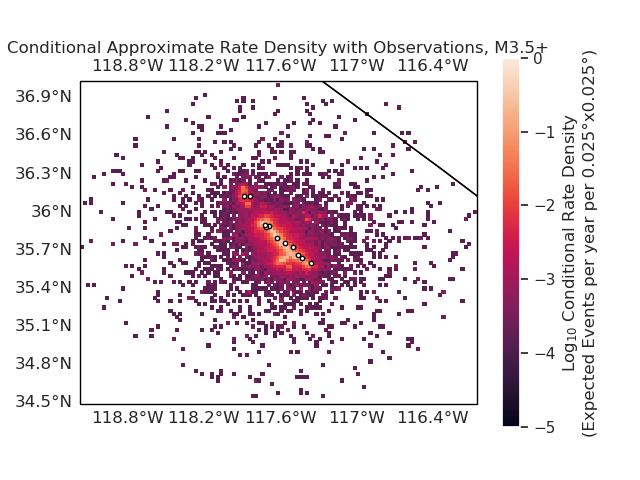 Conditional Approximate Rate Density with Observations, M3.5+
118.8°W 118.2°W 117.6°W 117°W 116.4°W
36.9°N
36.6°N
36.3°N
36°N
35.7°N
35.4°N
35.1°N
34.8°N
34.5°N
118.8°W 118.2°W 117.6°W 117°W 116.4°W
0
−1
−2
−3
−4
−5
Log₁₀ Conditional Rate Density
(Expected Events per year per 0.025°x0.025°)